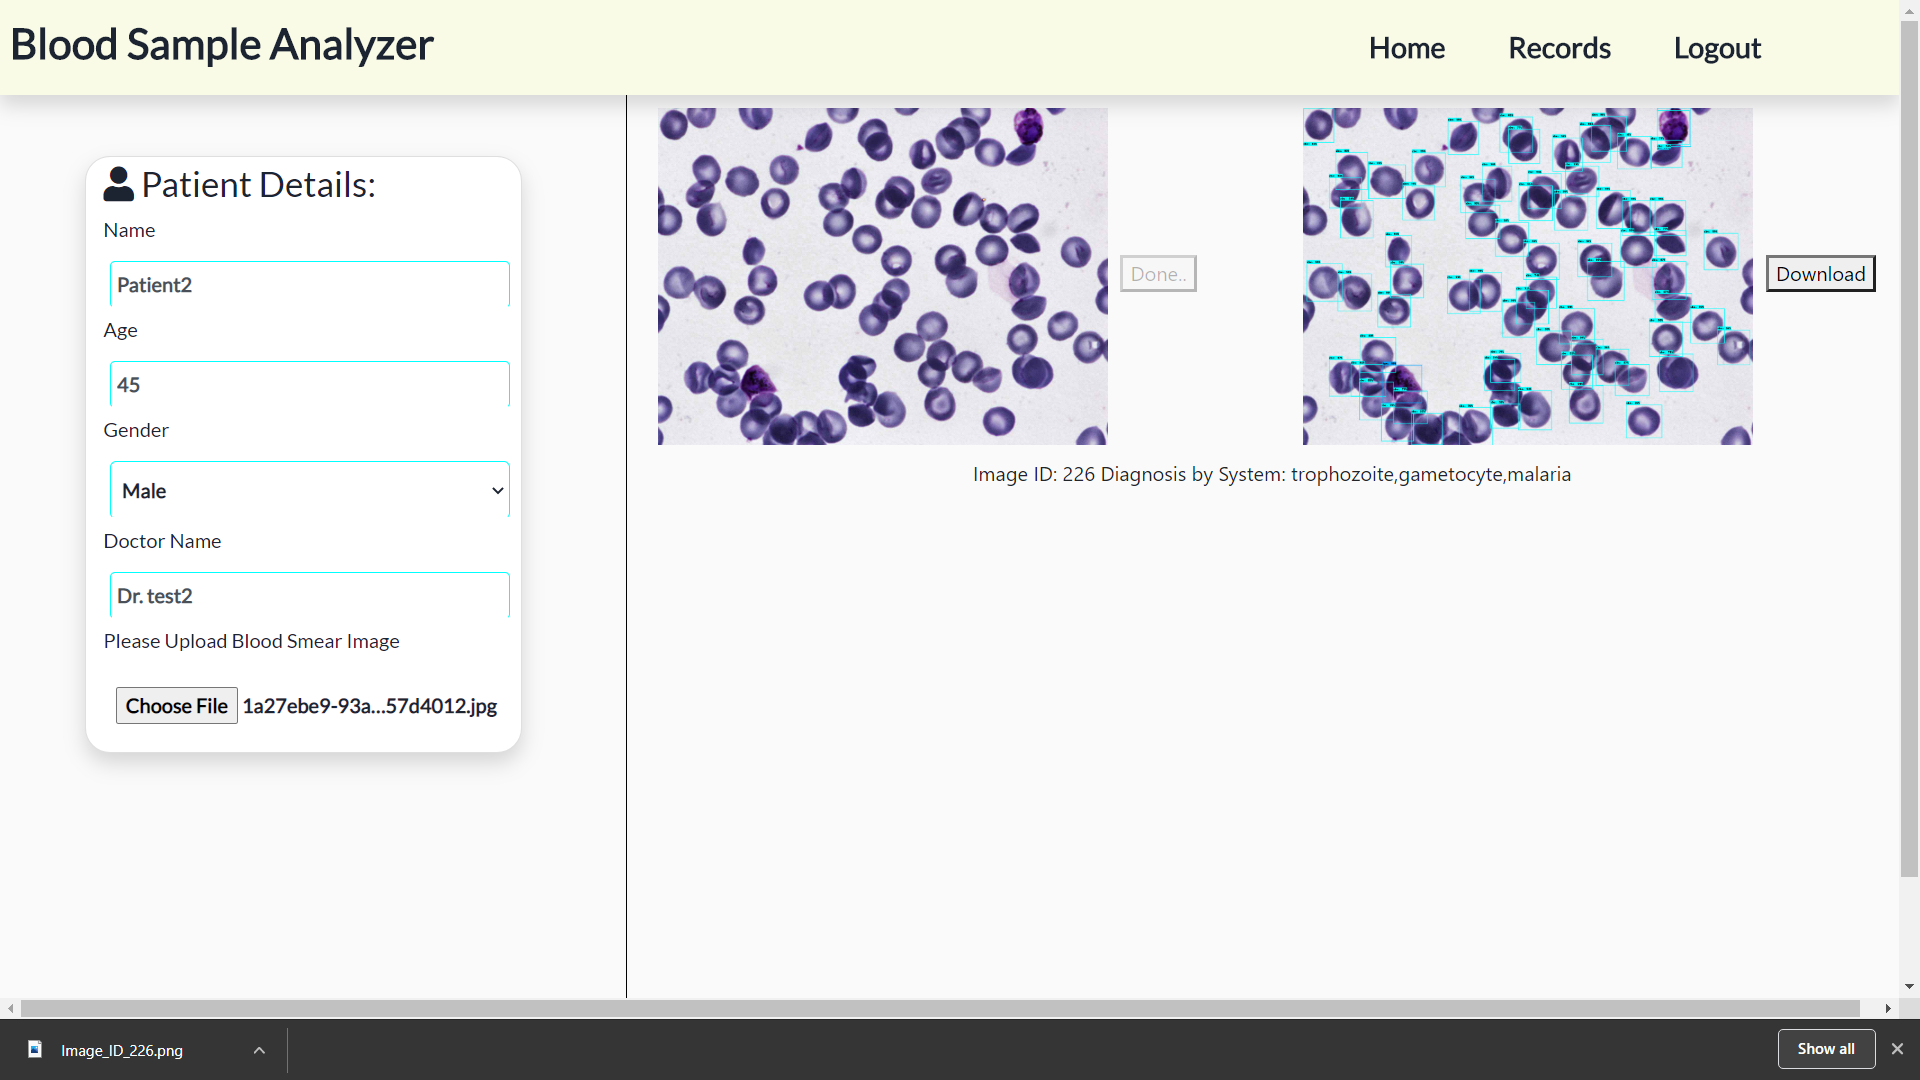 Blood Sample Analyzer
Home
Records
Logout
Patient Details:
Name
Patient2
Age
45
Gender
Male
Doctor Name
Dr. test2
Please Upload Blood Smear Image
Choose File 1a27ebe9-93a...57d4012.jpg
Done..
Download
Image ID: 226 Diagnosis by System: trophozoite,gametocyte,malaria
Image_ID_226.png
Show all